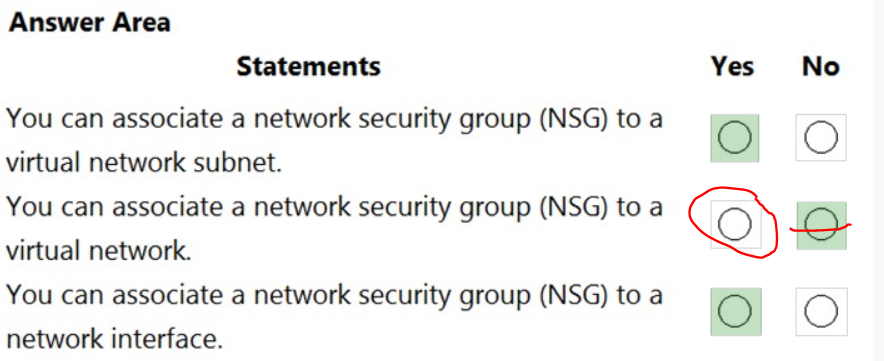 Answer Area
Statements Yes No
You can associate a network security group (NSG) to a
virtual network subnet.
You can associate a network security group (NSG) to a
virtual network.
You can associate a network security group (NSG) to a
network interface.